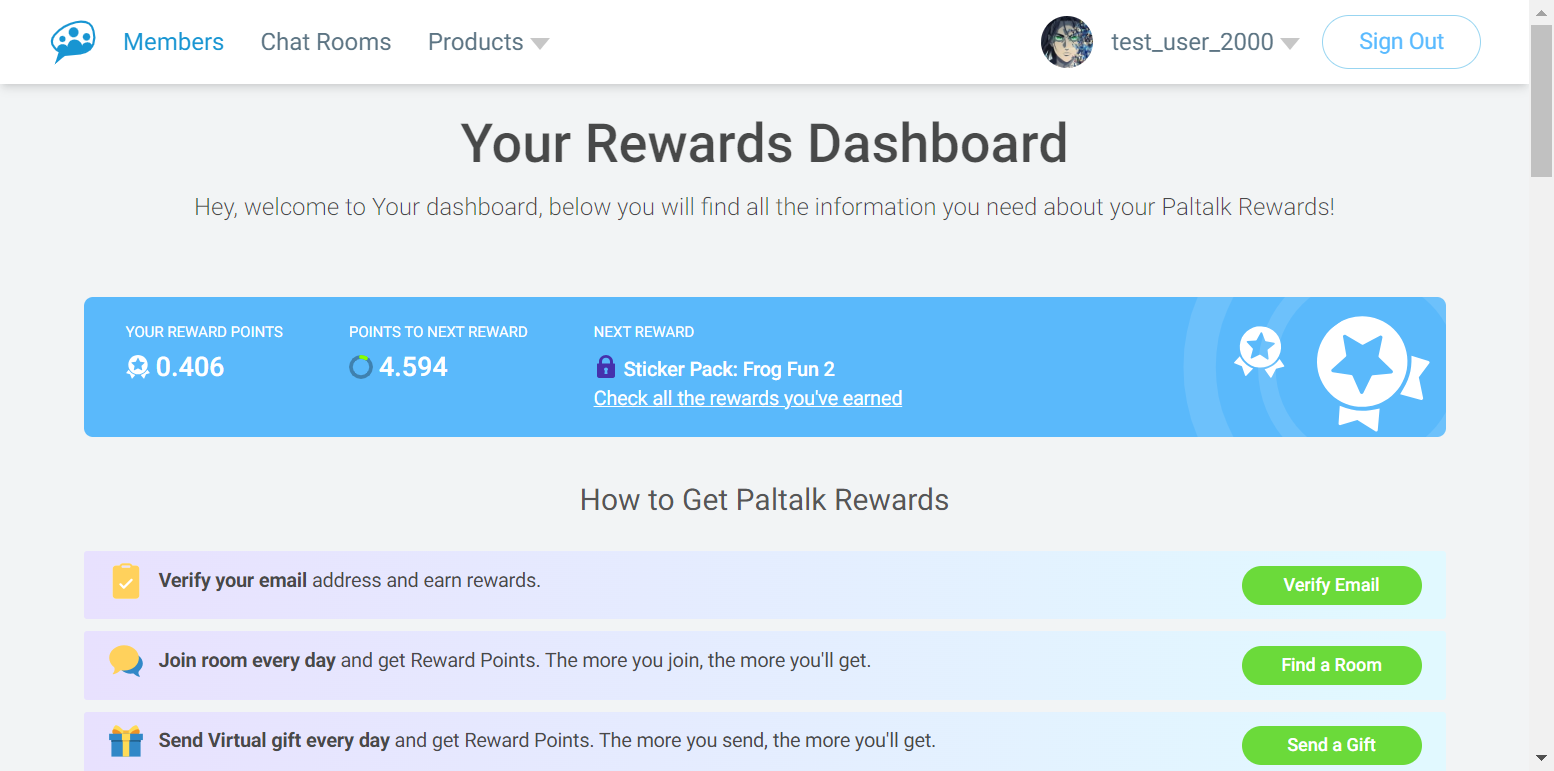 Members Chat Rooms Products test_user_2000 Sign Out
Your Rewards Dashboard
Hey, welcome to Your dashboard, below you will find all the information you need about your Paltalk Rewards!
YOUR REWARD POINTS POINTS TO NEXT REWARD NEXT REWARD
0.406 4.594 Sticker Pack: Frog Fun 2
Check all the rewards you've earned
How to Get Paltalk Rewards
Verify your email address and earn rewards. Verify Email
Join room every day and get Reward Points. The more you join, the more you'll get. Find a Room
Send Virtual gift every day and get Reward Points. The more you send, the more you'll get. Send a Gift